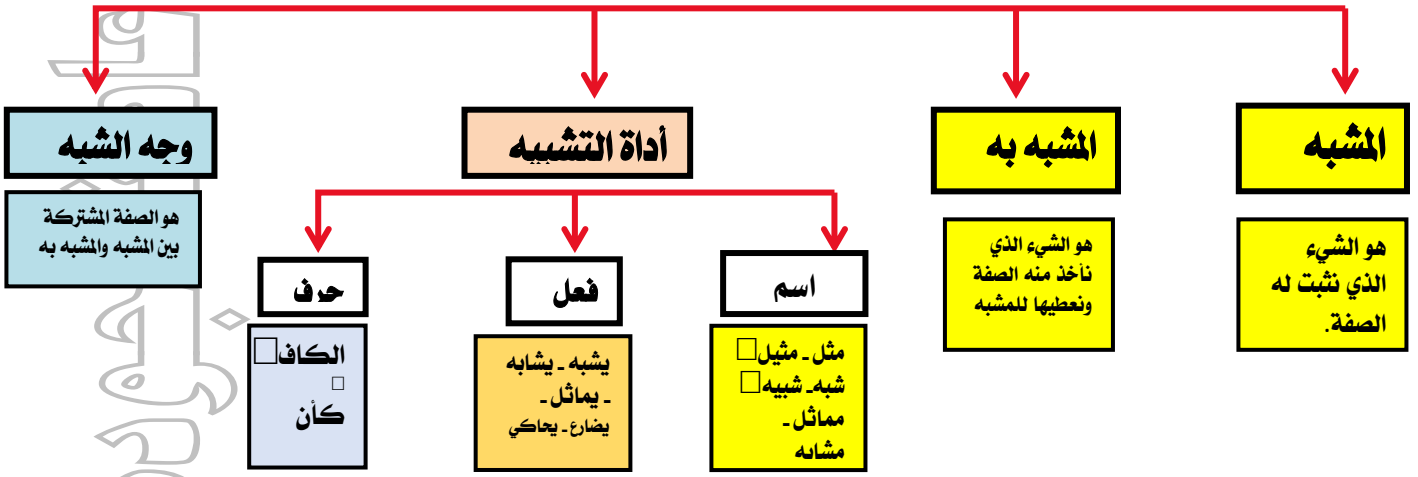 المشبه
هو الشيء
الذي نثبت له
الصفة.
المشبه به
هو الشيء الذي
نأخذ منه الصفة
ونعطيها للمشبه
أداة التشبيه
اسم
مثل ـ مثيل
شبه ـ شبيه
مماثل ـ
مشابه
فعل
يشبه ـ يشابه
ـ يماثل ـ
يضارع ـ يحاكي
حرف
الكاف
كأن
وجه الشبه
هو الصفة المشتركة
بين المشبه والمشبه به